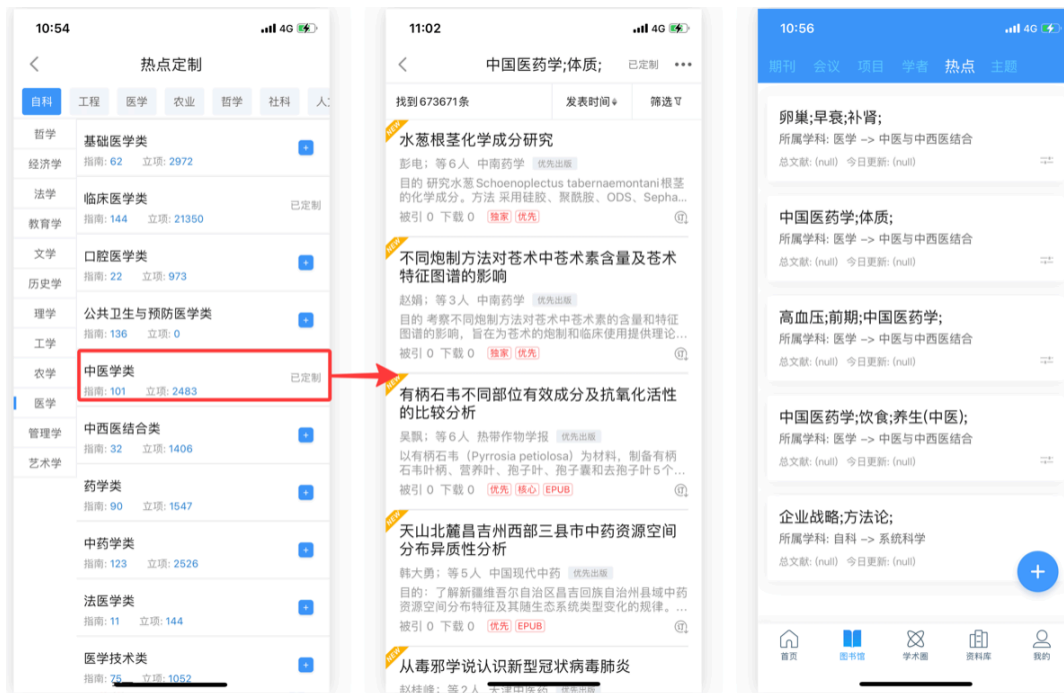 10:54
4G
热点定制
自科 工程 医学 农业 哲学 社科
哲学
经济学
法学
教育学
文学
历史学
理学
工学
农学
医学
管理学
艺术学
基础医学类
指南: 62 立项: 2972
临床医学类
已定制
指南: 144 立项: 21350
口腔医学类
指南: 22 立项: 973
公共卫生与预防医学类
指南: 136 立项: 0
中医学类
已定制
指南: 101 立项: 2483
中西医结合类
指南: 32 立项: 1406
药学类
指南: 90 立项: 1547
中药学类
指南: 123 立项: 2526
法医学类
指南: 11 立项: 144
医学技术类
指南: 75 立项: 1052
11:02
4G
中国医药学;体质; 已定制
找到673671条 发表时间 筛选
NEW
水葱根茎化学成分研究
彭电; 等6人 中南药学 优先出版
目的 研究水葱Schoenoplectus tabernaemontani根茎
的化学成分。方法 采用硅胶、聚酰胺、ODS、Sepha...
被引 0 下载 0 独家 优先
NEW
不同炮制方法对苍术中苍术素含量及苍术
特征图谱的影响
赵娟; 等3人 中南药学 优先出版
目的 考察不同炮制方法对苍术中苍术素的含量和特征
图谱的影响，旨在为苍术的炮制和临床使用提供理论...
被引 0 下载 0 独家 优先
NEW
有柄石韦不同部位有效成分及抗氧化活性
的比较分析
吴飘; 等6人 热带作物学报 优先出版
以有柄石韦（Pyrrosia petiolosa）为材料，制备有柄
石韦叶柄、营养叶、孢子叶、孢子囊和去孢子叶5个...
被引 0 下载 0 优先 核心 EPUB
NEW
天山北麓昌吉州西部三县市中药资源空间
分布异质性分析
韩大勇; 等5人 中国现代中药 优先出版
目的：了解新疆维吾尔自治区昌吉回族自治州县域中药
资源空间分布特征及其随生态系统类型变化的规律。...
被引 0 下载 0 优先 EPUB
NEW
从毒邪学说认识新型冠状病毒肺炎
赵桂峰; 等2人 天津中医药 优先出版
10:56
4G
期刊 会议 项目 学者 热点 主题
卵巢;早衰;补肾;
所属学科: 医学 -> 中医与中西医结合
总文献: (null) 今日更新: (null)
中国医药学;体质;
所属学科: 医学 -> 中医与中西医结合
总文献: (null) 今日更新: (null)
高血压;前期;中国医药学;
所属学科: 医学 -> 中医与中西医结合
总文献: (null) 今日更新: (null)
中国医药学;饮食;养生(中医);
所属学科: 医学 -> 中医与中西医结合
总文献: (null) 今日更新: (null)
企业战略;方法论;
所属学科: 自科 -> 系统科学
总文献: (null) 今日更新: (null)
首页 图书馆 学术圈 资料库 我的